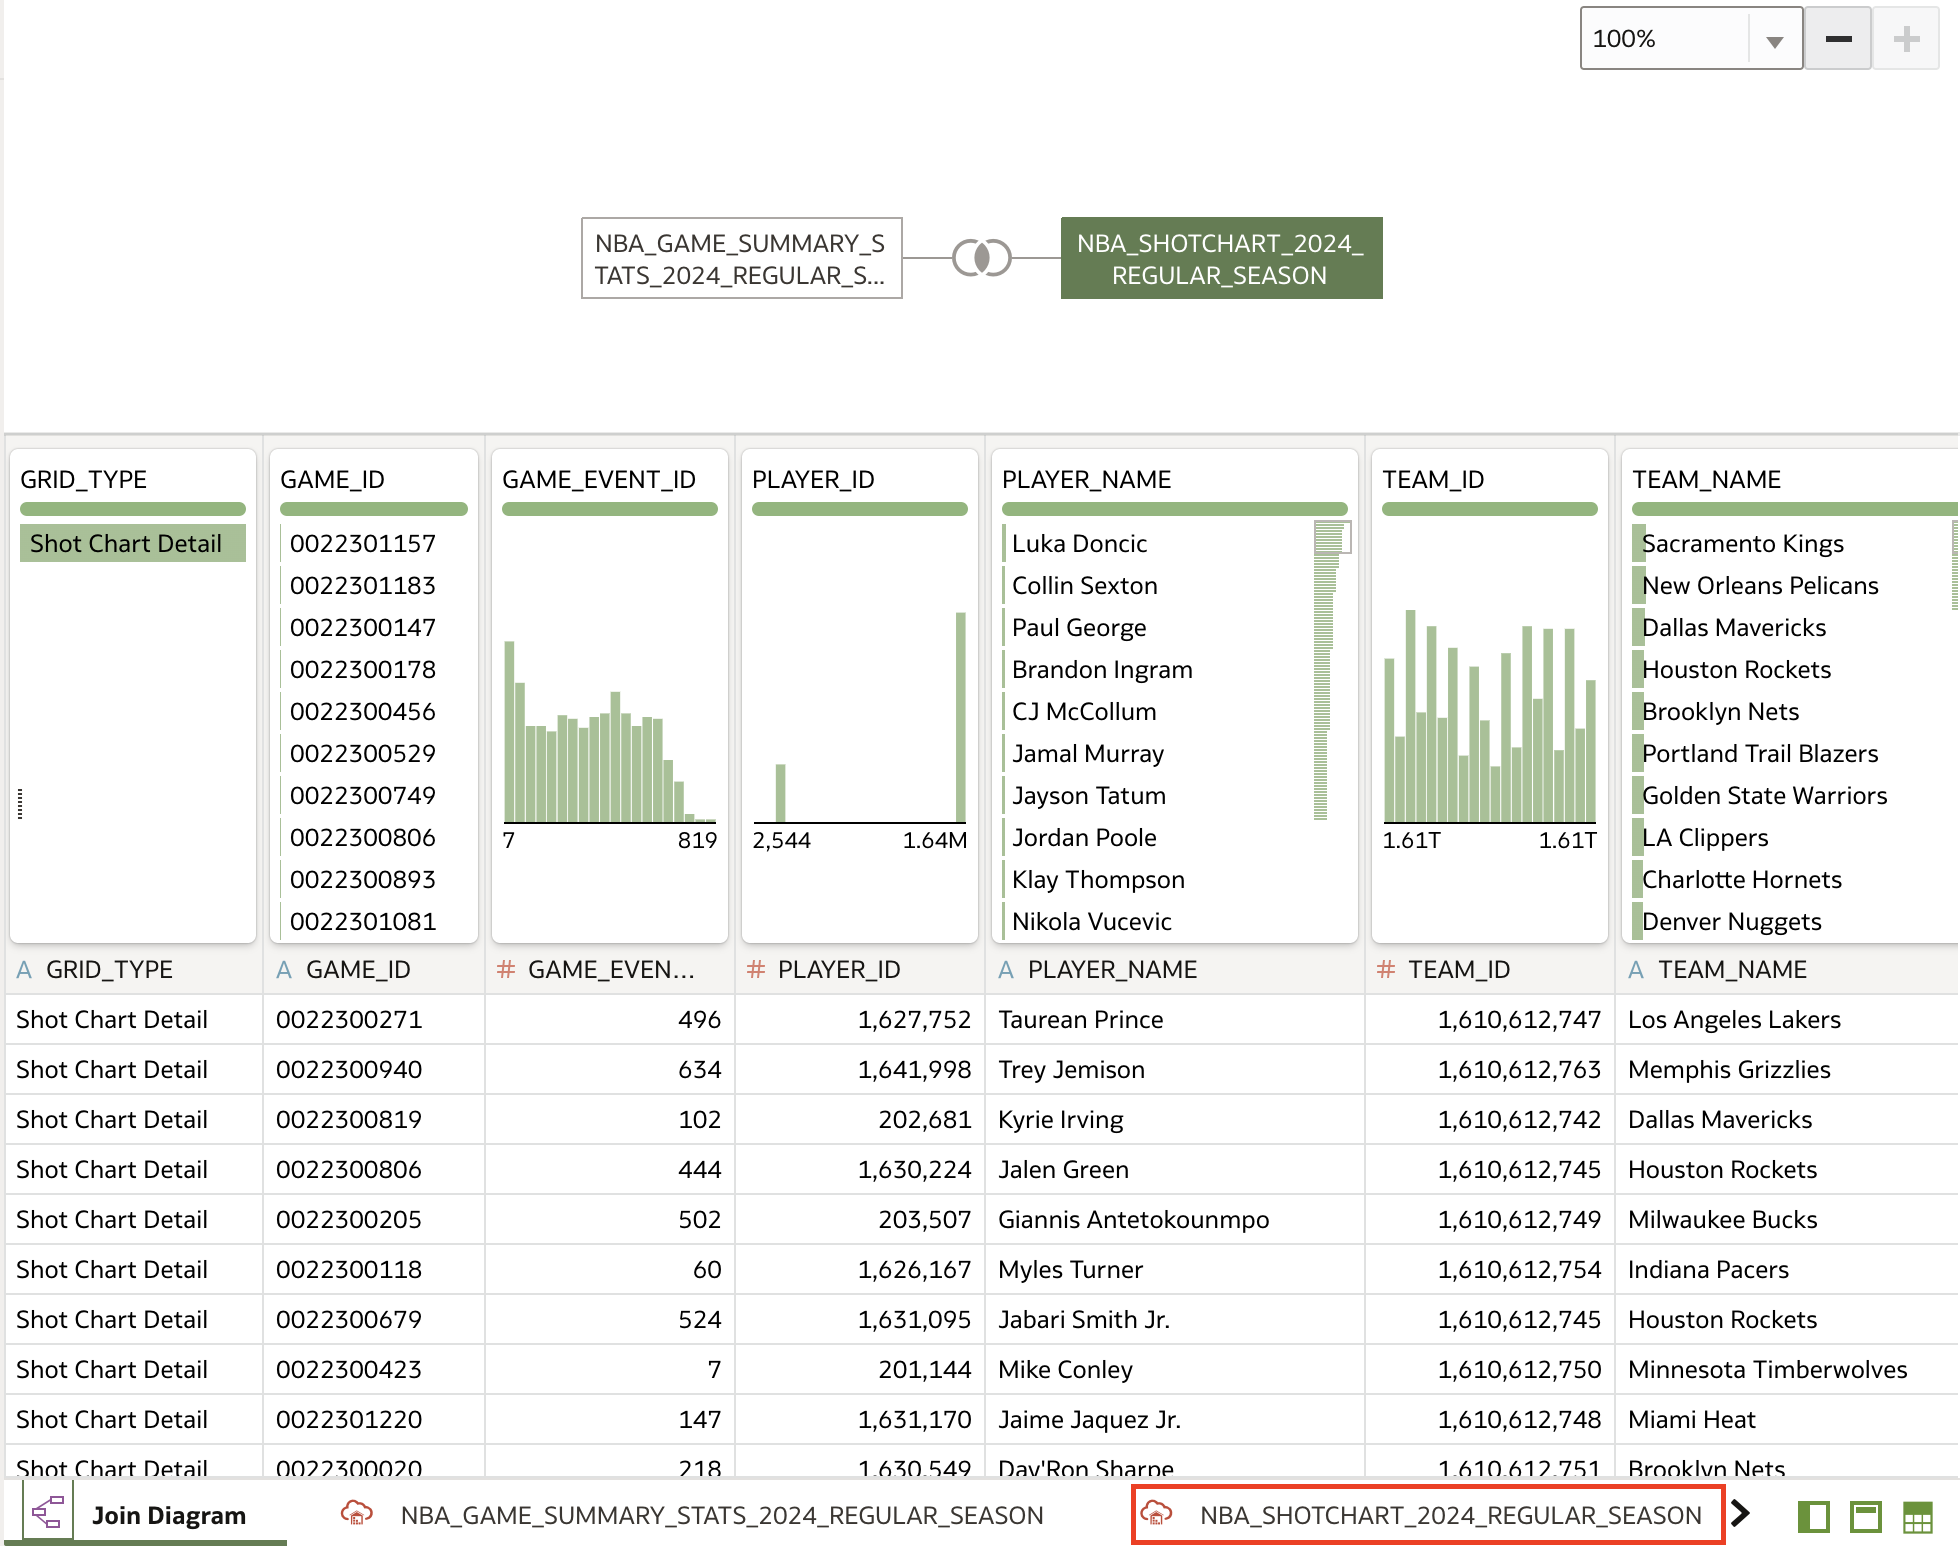 100%
NBA_GAME_SUMMARY_S
TATS_2024_REGULAR_S...
NBA_SHOTCHART_2024_
REGULAR_SEASON
GRID_TYPE GAME_ID GAME_EVENT_ID PLAYER_ID PLAYER_NAME TEAM_ID TEAM_NAME
Shot Chart Detail 0022301157 Luka Doncic Sacramento Kings
0022301183 Collin Sexton New Orleans Pelicans
0022300147 Paul George Dallas Mavericks
0022300178 Brandon Ingram Houston Rockets
0022300456 CJ McCollum Brooklyn Nets
0022300529 Jamal Murray Portland Trail Blazers
0022300749 Jayson Tatum Golden State Warriors
0022300806 7 819 2,544 1.64M Jordan Poole 1.61T 1.61T LA Clippers
0022300893 Klay Thompson Charlotte Hornets
0022301081 Nikola Vucevic Denver Nuggets
A GRID_TYPE A GAME_ID # GAME_EVEN... # PLAYER_ID A PLAYER_NAME # TEAM_ID A TEAM_NAME
Shot Chart Detail 0022300271 496 1,627,752 Taurean Prince 1,610,612,747 Los Angeles Lakers
Shot Chart Detail 0022300940 634 1,641,998 Trey Jemison 1,610,612,763 Memphis Grizzlies
Shot Chart Detail 0022300819 102 202,681 Kyrie Irving 1,610,612,742 Dallas Mavericks
Shot Chart Detail 0022300806 444 1,630,224 Jalen Green 1,610,612,745 Houston Rockets
Shot Chart Detail 0022300205 502 203,507 Giannis Antetokounmpo 1,610,612,749 Milwaukee Bucks
Shot Chart Detail 0022300118 60 1,626,167 Myles Turner 1,610,612,754 Indiana Pacers
Shot Chart Detail 0022300679 524 1,631,095 Jabari Smith Jr. 1,610,612,745 Houston Rockets
Shot Chart Detail 0022300423 7 201,144 Mike Conley 1,610,612,750 Minnesota Timberwolves
Shot Chart Detail 0022301220 147 1,631,170 Jaime Jaquez Jr. 1,610,612,748 Miami Heat
Shot Chart Detail 0022300020 218 1,630,549 Day'Ron Sharpe 1,610,612,751 Brooklyn Nets
Join Diagram NBA_GAME_SUMMARY_STATS_2024_REGULAR_SEASON NBA_SHOTCHART_2024_REGULAR_SEASON